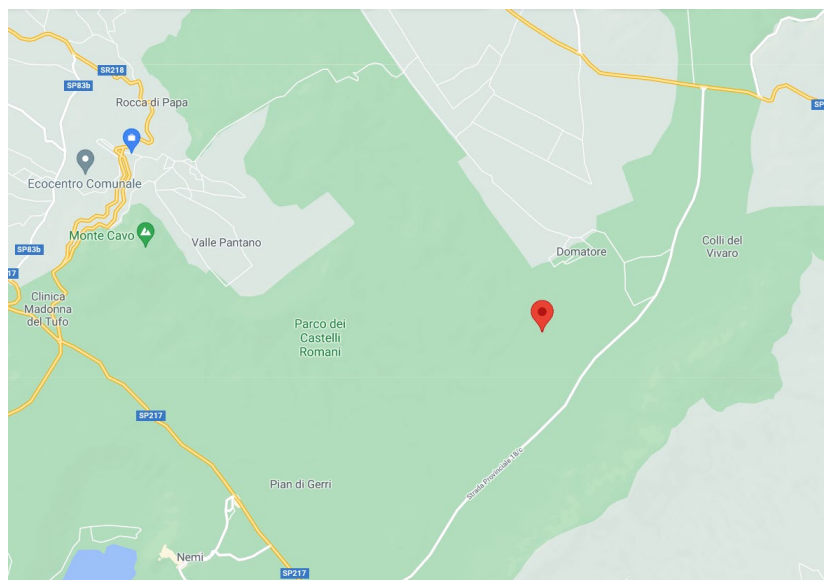 SR218
SP83b
Rocca di Papa
SP
Ecocentro Comunale
Monte Cavo
Valle Pantano
Domatore
Colli del
Vivaro
SP83b
17
Clinica
Madonna
del Tufo
Parco dei
Castelli
Romani
SP217
Pian di Gerri
Strada Provinciale 18/c
Nemi
SP217